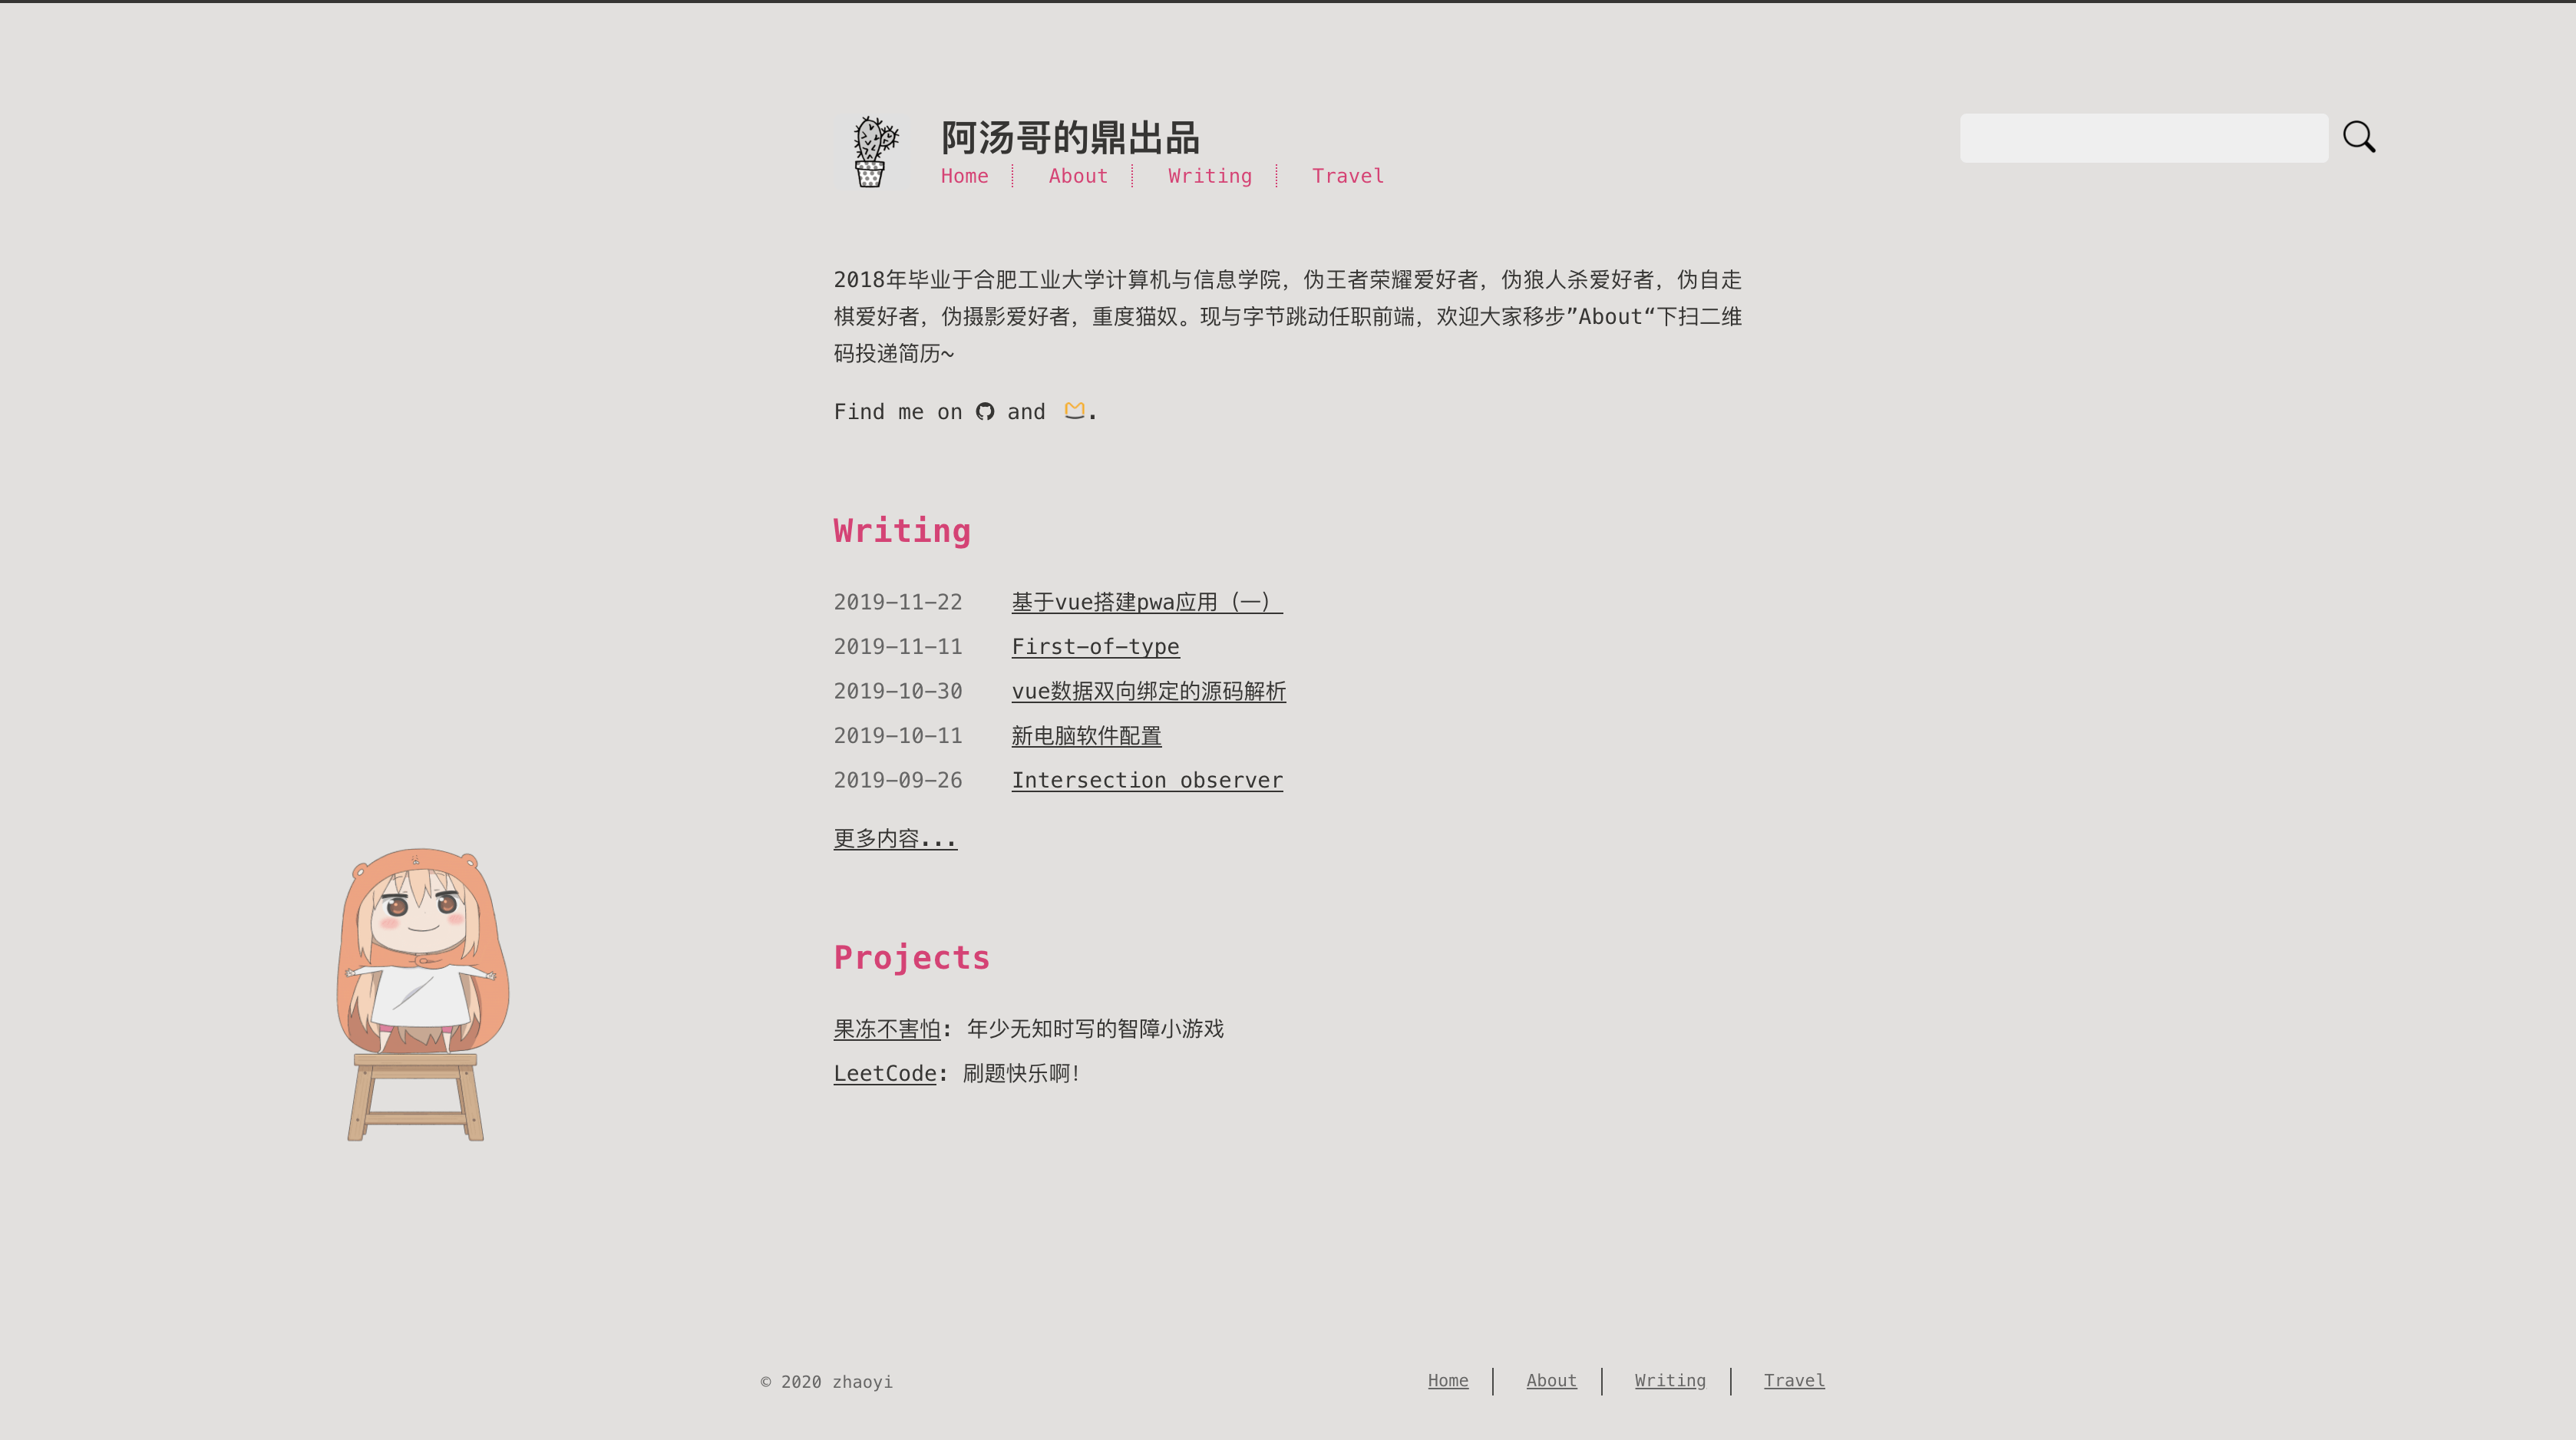 阿汤哥的鼎出品
Home About Writing Travel
2018年毕业于合肥工业大学计算机与信息学院，伪王者荣耀爱好者，伪狼人杀爱好者，伪自走
棋爱好者，伪摄影爱好者，重度猫奴。现与字节跳动任职前端，欢迎大家移步”About“下扫二维
码投递简历~
Find me on and .
Writing
2019-11-22 基于vue搭建pwa应用（一）
2019-11-11 First-of-type
2019-10-30 vue数据双向绑定的源码解析
2019-10-11 新电脑软件配置
2019-09-26 Intersection observer
更多内容...
Projects
果冻不害怕: 年少无知时写的智障小游戏
LeetCode: 刷题快乐啊！
© 2020 zhaoyi
Home About Writing Travel